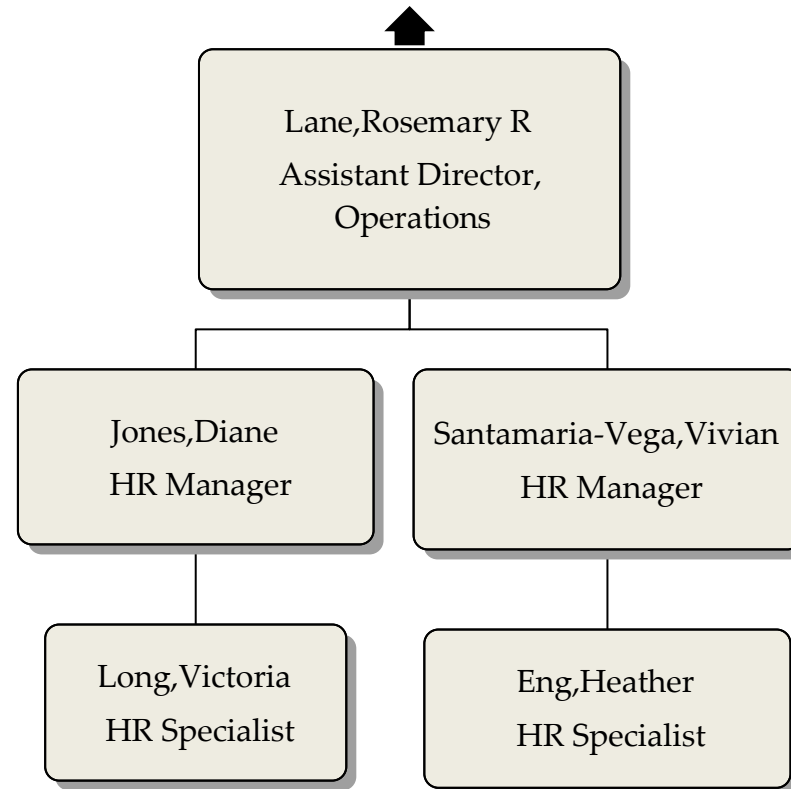 Lane,Rosemary R
Assistant Director,
Operations
Jones,Diane
HR Manager
Santamaria-Vega,Vivian
HR Manager
Long,Victoria
HR Specialist
Eng,Heather
HR Specialist